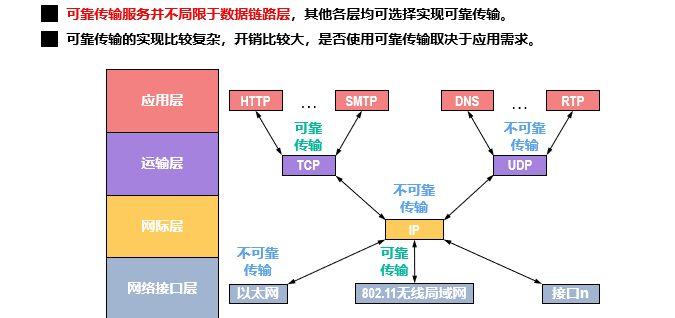 可靠传输服务并不局限于数据链路层，其他各层均可选择实现可靠传输。
可靠传输的实现比较复杂，开销比较大，是否使用可靠传输取决于应用需求。
应用层
HTTP
...
SMTP
DNS
...
RTP
可靠
传输
不可靠
传输
运输层
TCP
UDP
不可靠
传输
网际层
IP
不可靠
传输
可靠
传输
网络接口层
以太网
802.11无线局域网
接口n